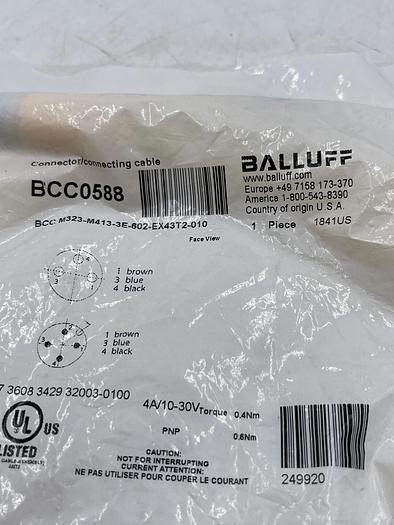 Connector/connecting cable
BALLUFF
www.balluff.com
BCC0588
Europe +49 7158 173-370
America 1-800-543-8390
Country of origin U.S.A.
1 Piece 1841US
BCC M323-M413-3E-602-EX43T2-010
Face View
4
3 1
1 brown
3 blue
4 black
1 brown
3 blue
4 black
7 3608 3429 32003-0100
4A/10-30V Torque 0.4Nm
PNP 0.6Nm
UL US
LISTED
CAUTION:
NOT FOR INTERRUPTING
CURRENT ATTENTION:
NE PAS UTILISER POUR COUPER LE COURANT
249920